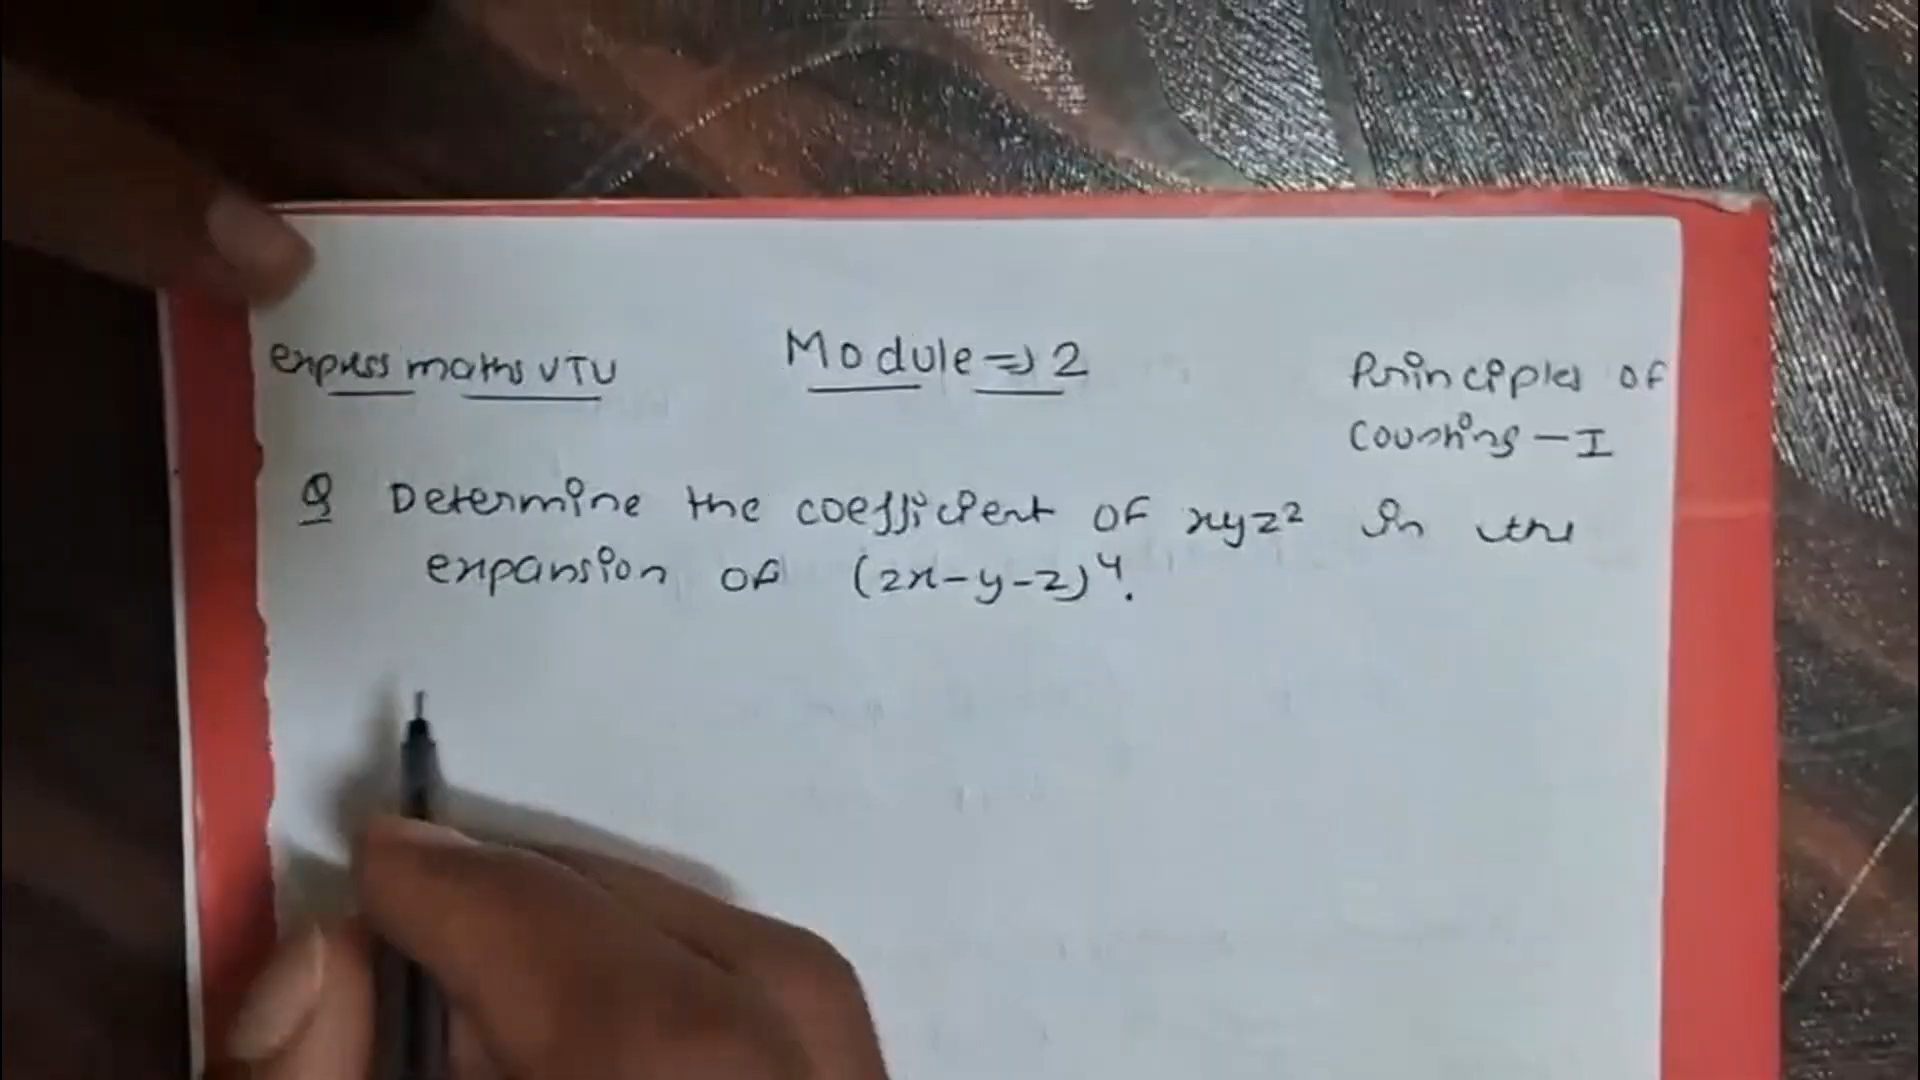 express maths VTU
Module ⇒ 2
Principles of
Counting – I
Q Determine the coefficient of xyz² in the
expansion of (2x-y-z)⁴.